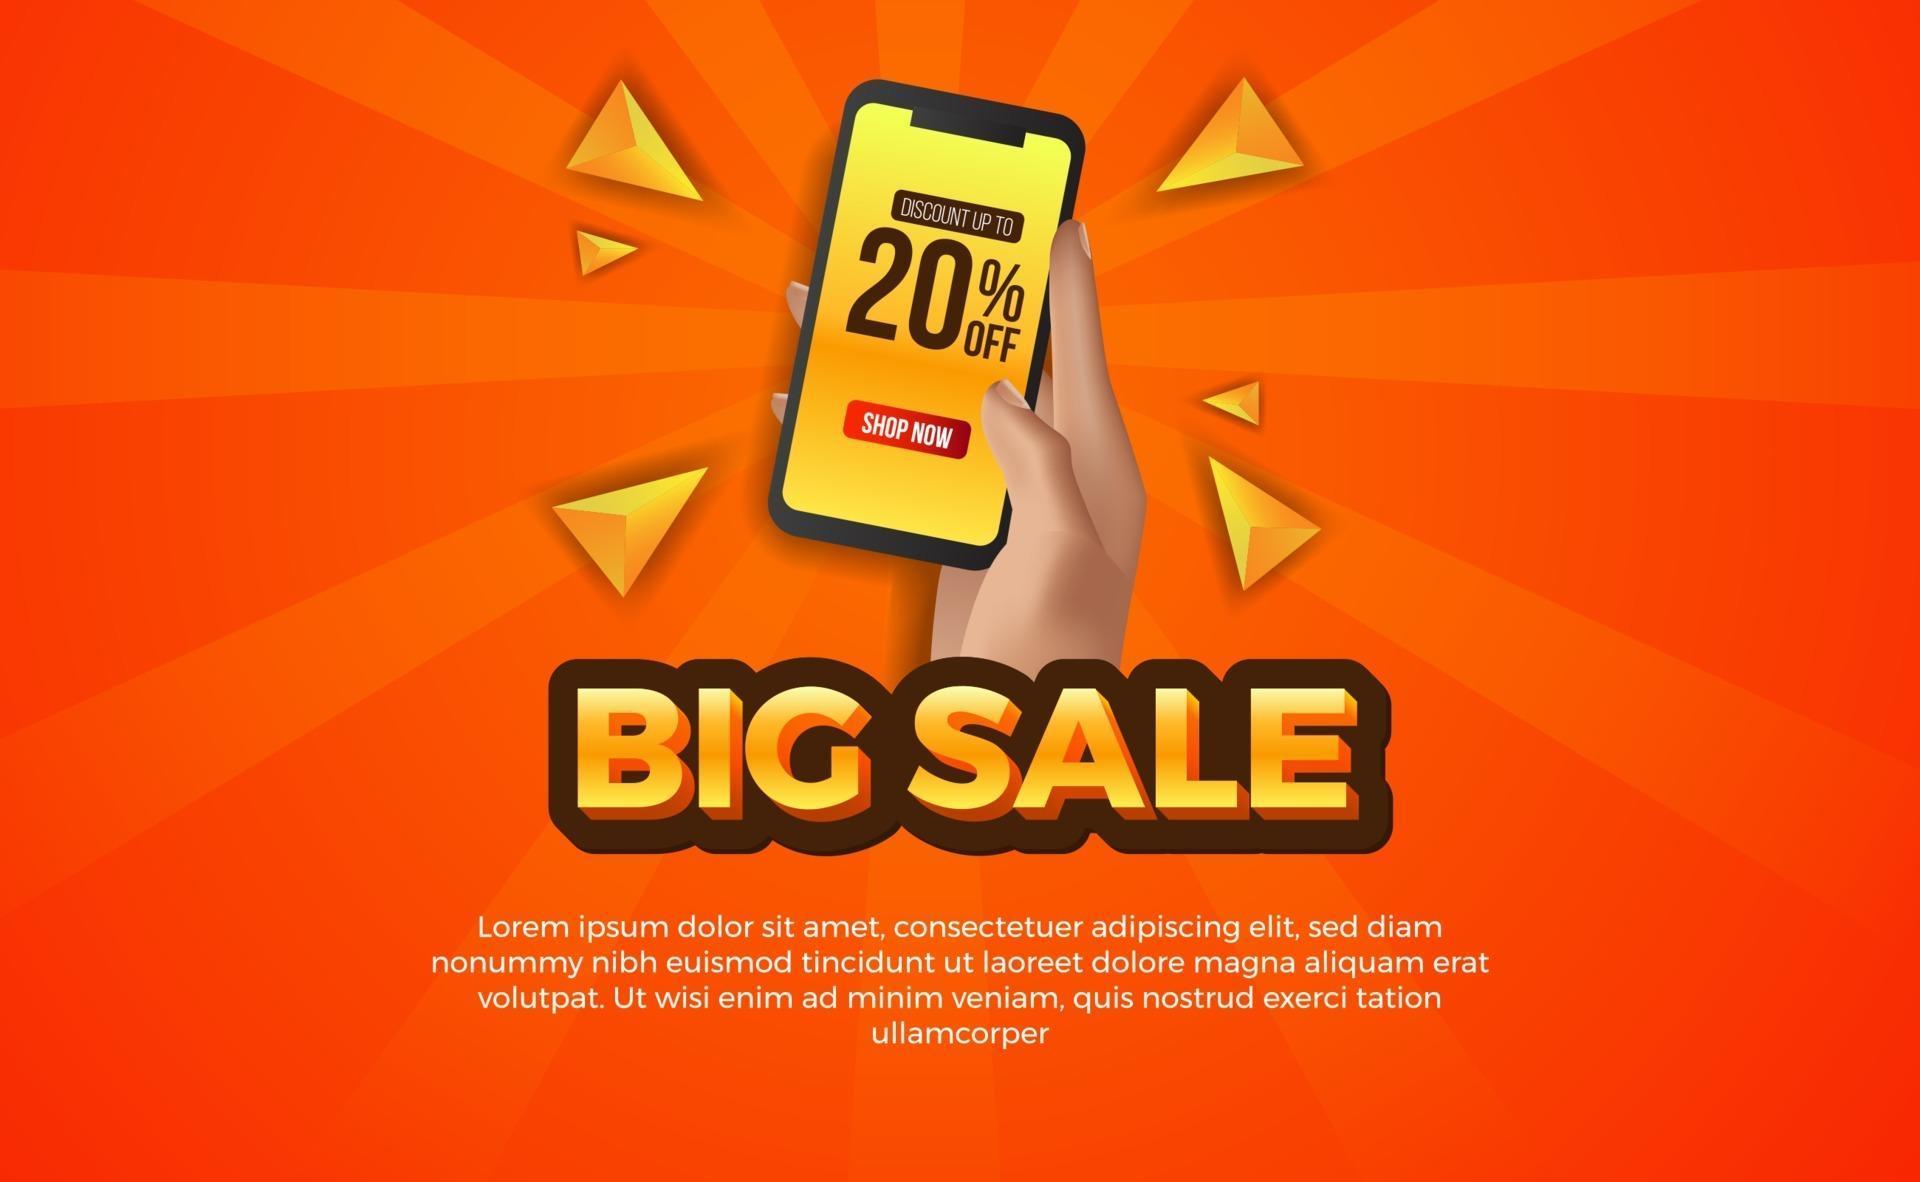 DISCOUNT UP TO
20%
OFF
SHOP NOW
BIG SALE
Lorem ipsum dolor sit amet, consectetuer adipiscing elit, sed diam
nonummy nibh euismod tincidunt ut laoreet dolore magna aliquam erat
volutpat. Ut wisi enim ad minim veniam, quis nostrud exerci tation
ullamcorper